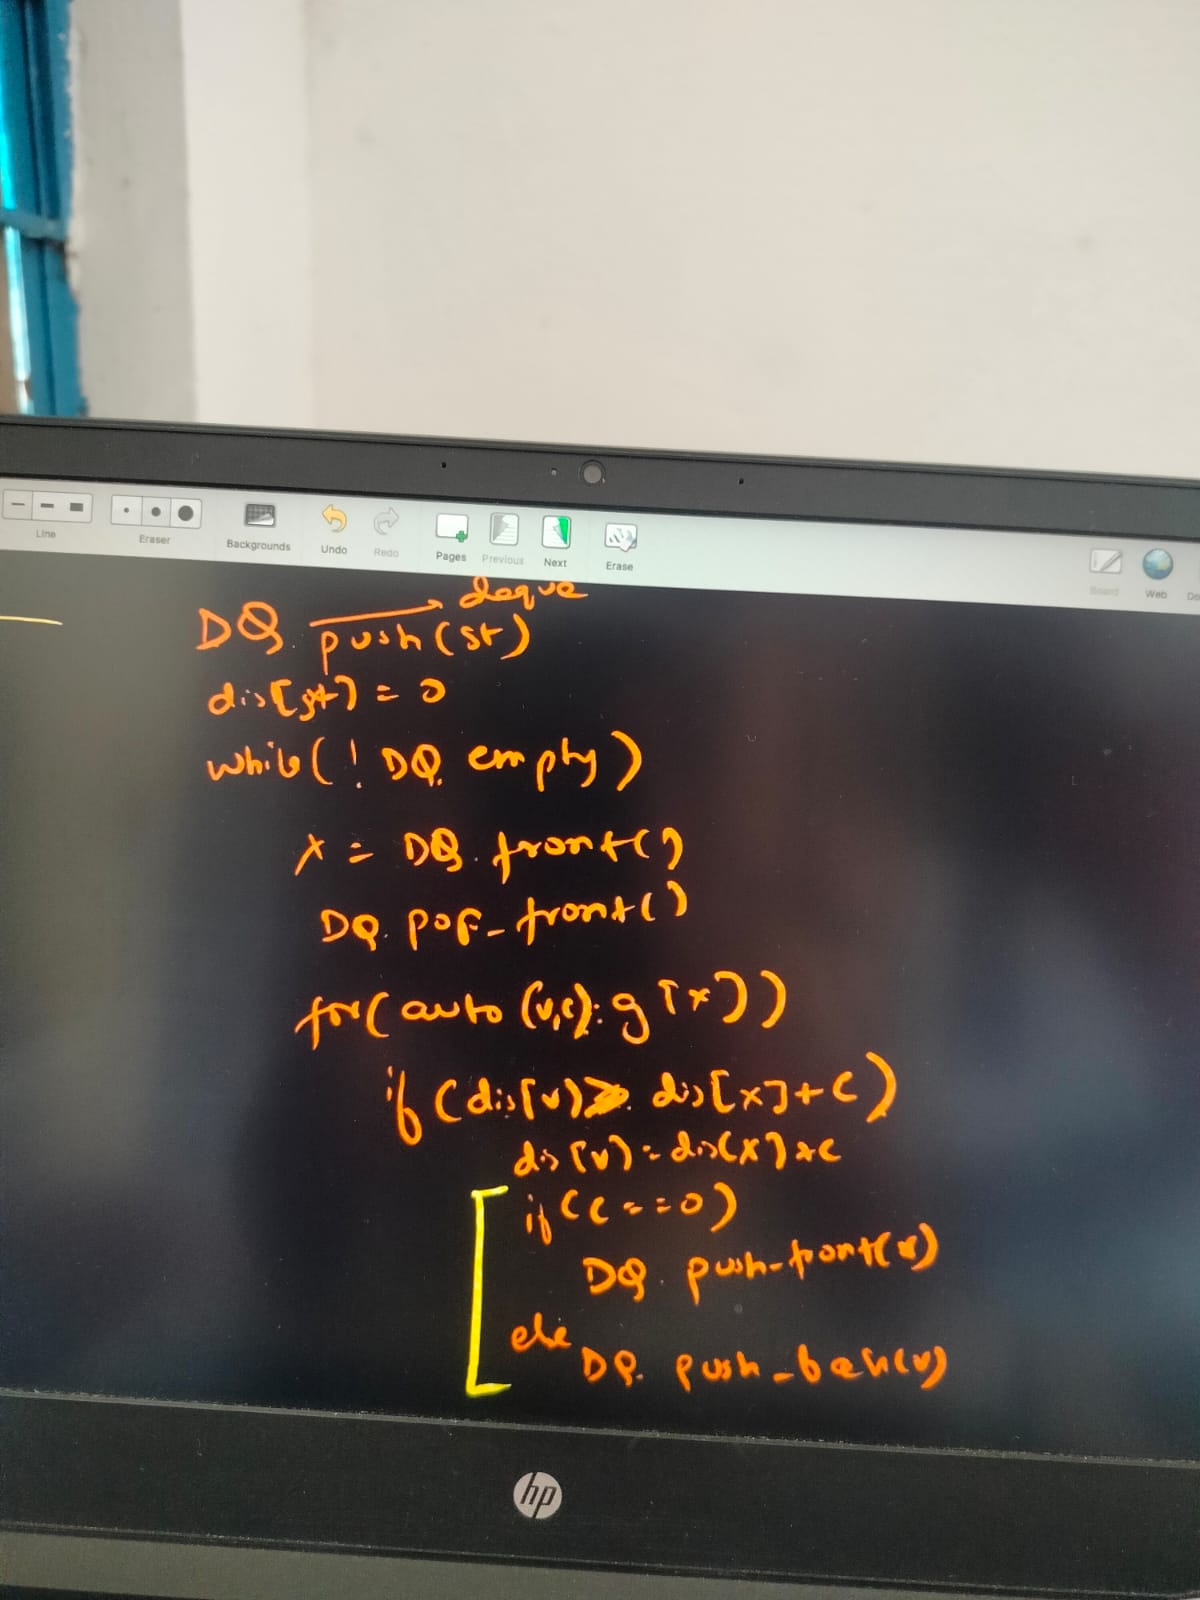 Line Eraser Backgrounds Undo Redo Pages Previous Next Erase Board Web Do
deque
DQ. push(st)
dis[st] = 0
while(! DQ. empty)
x = DQ. front()
DQ. pop_front()
for(auto (v,c): g[x])
if (dis[v]> dis[x]+c)
dis[v]=dis[x]+c
if(c==0)
DQ. push_front(v)
else
DQ. push_back(v)
hp